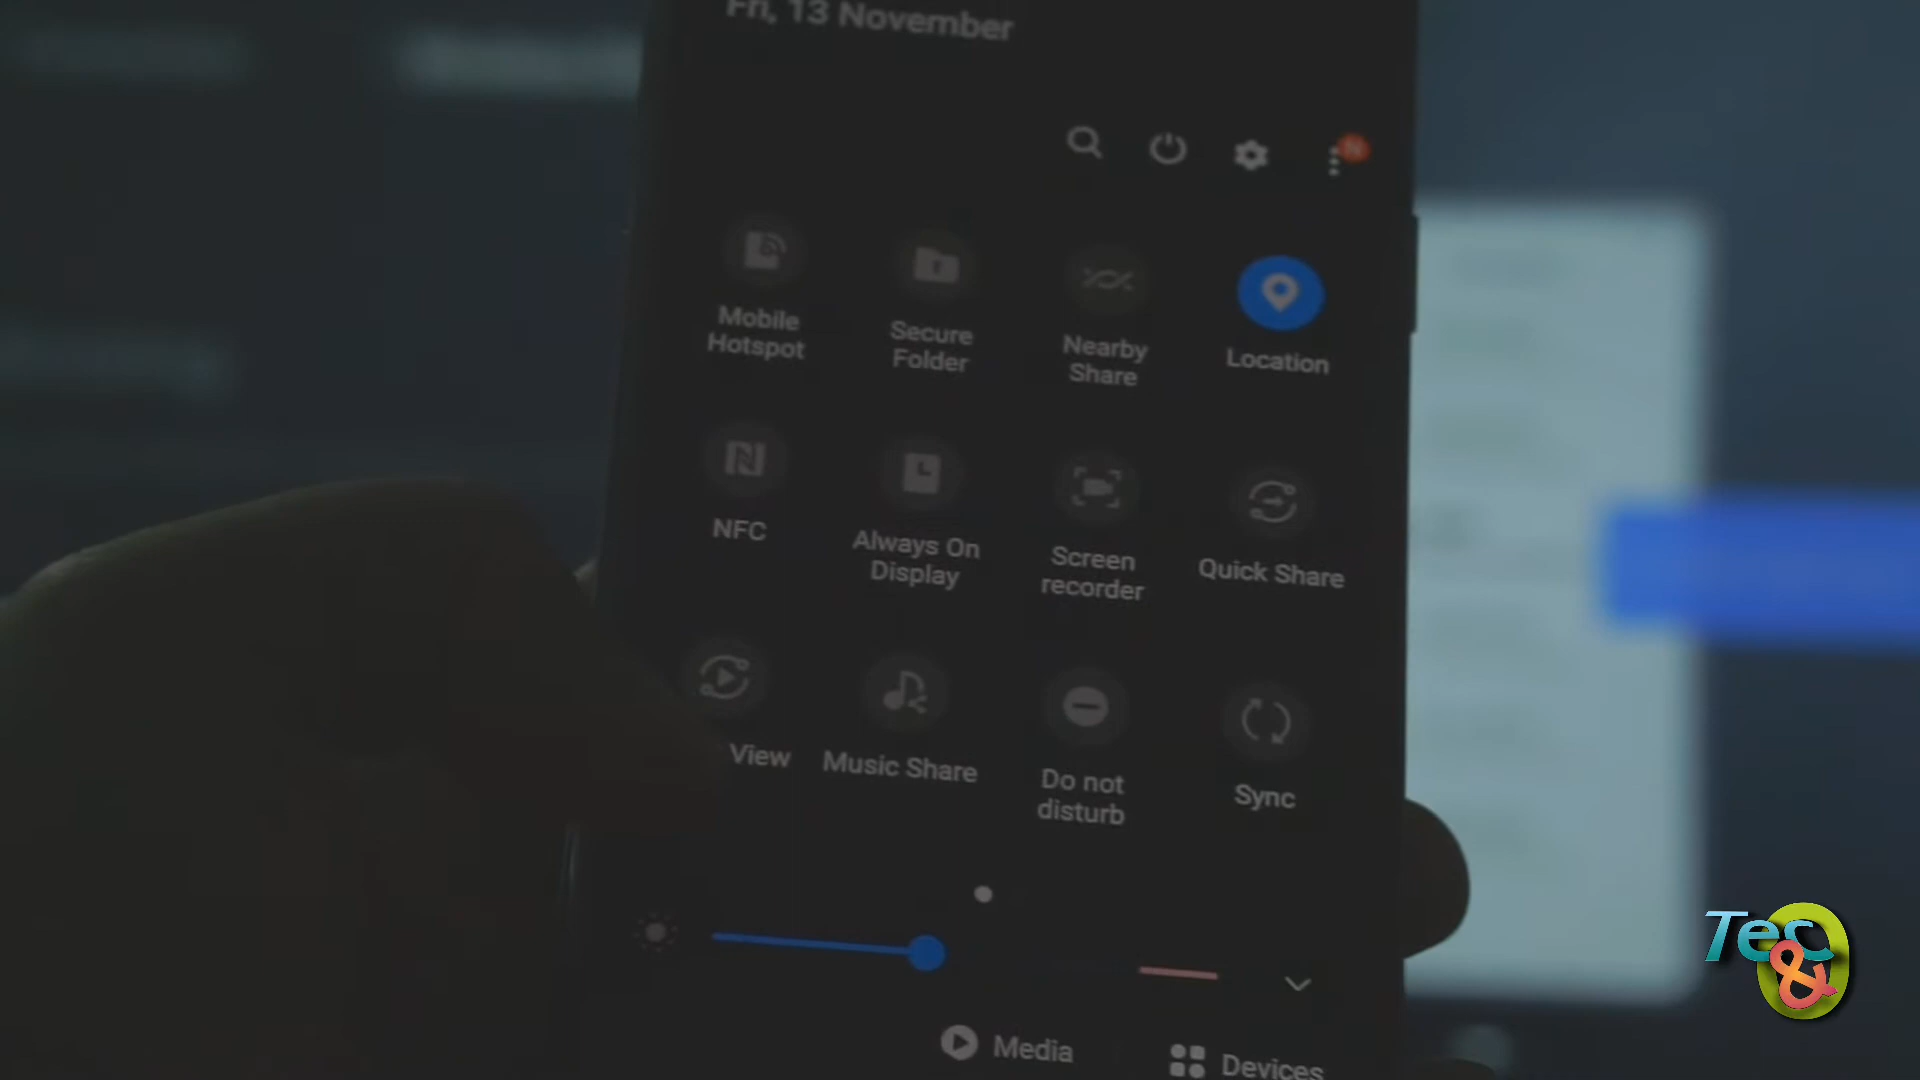 Fri, 13 November
N
Mobile
Hotspot
Secure
Folder
Nearby
Share
Location
NFC
Always On
Display
Screen
recorder
Quick Share
View
Music Share
Do not
disturb
Sync
Media
Devices
Tec
&